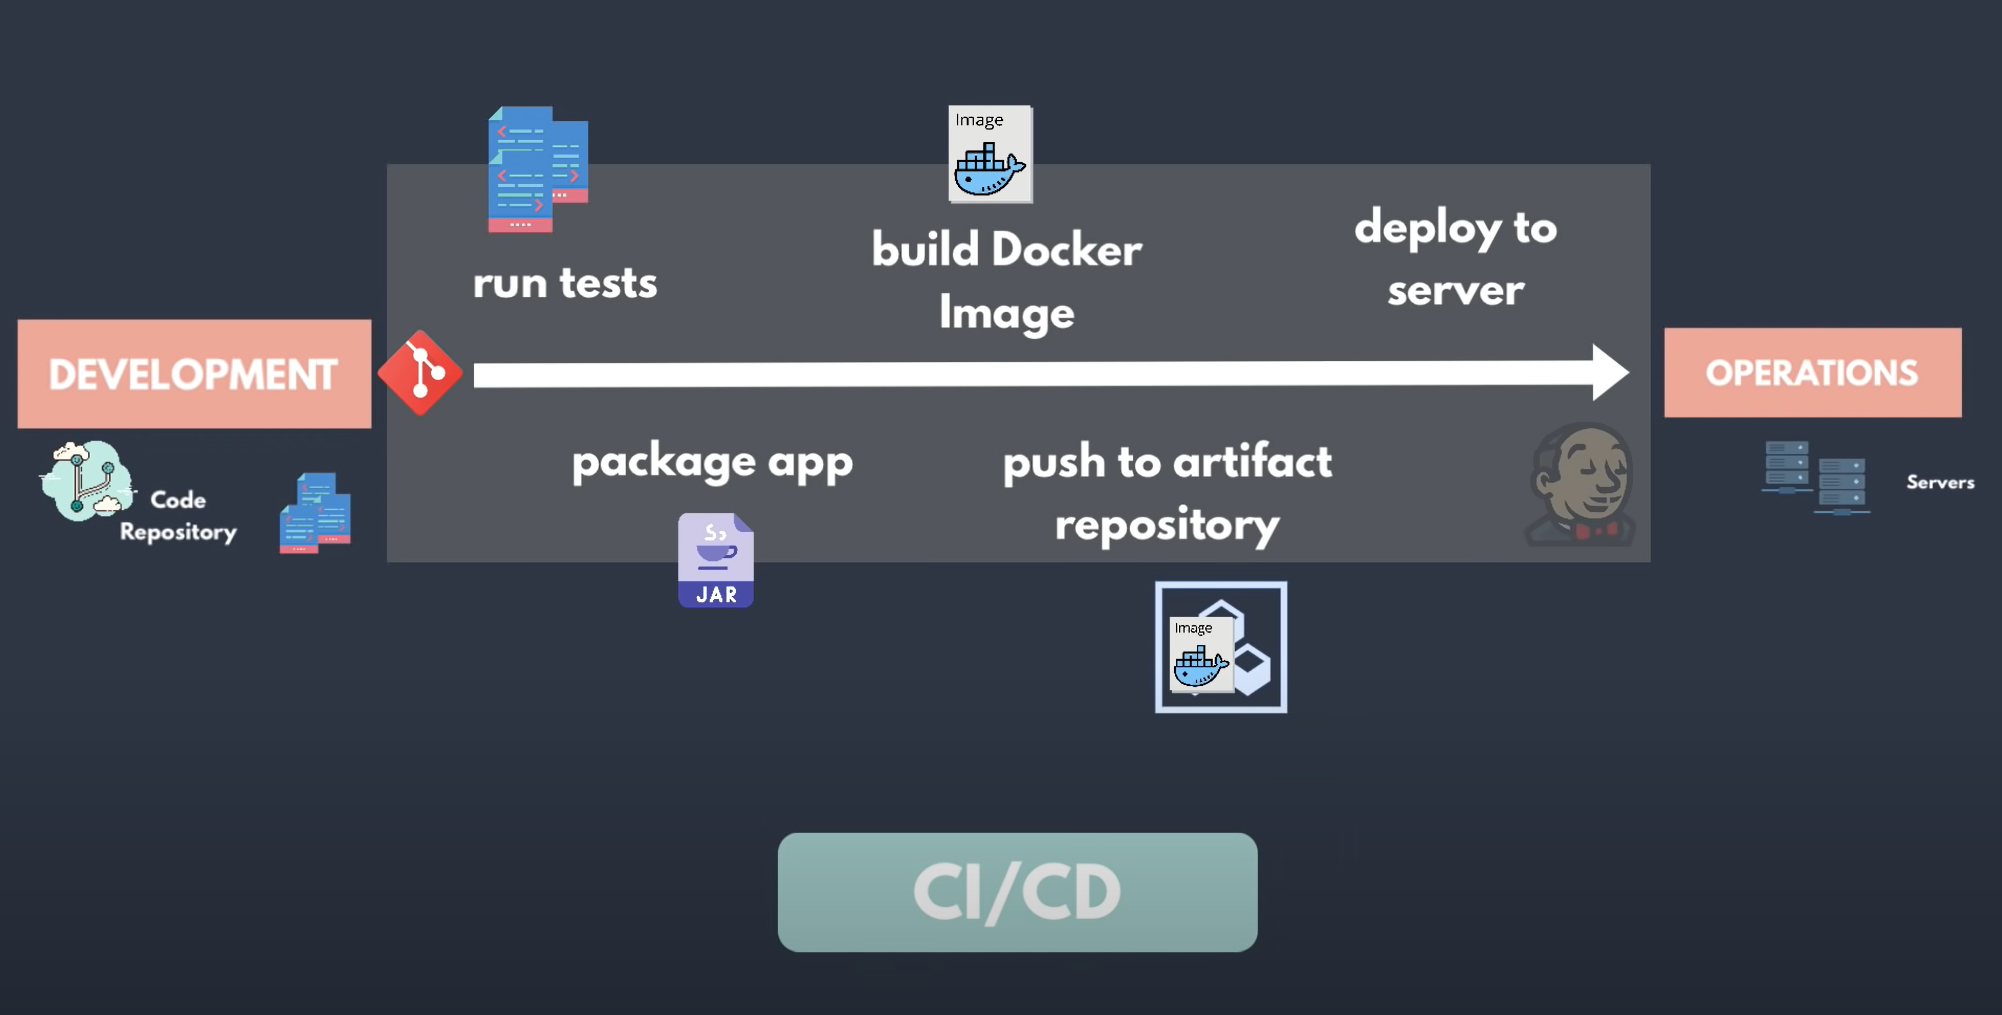 Image
run tests
build Docker
Image
deploy to
server
DEVELOPMENT
OPERATIONS
package app
push to artifact
repository
Code
Repository
Servers
JAR
Image
CI/CD